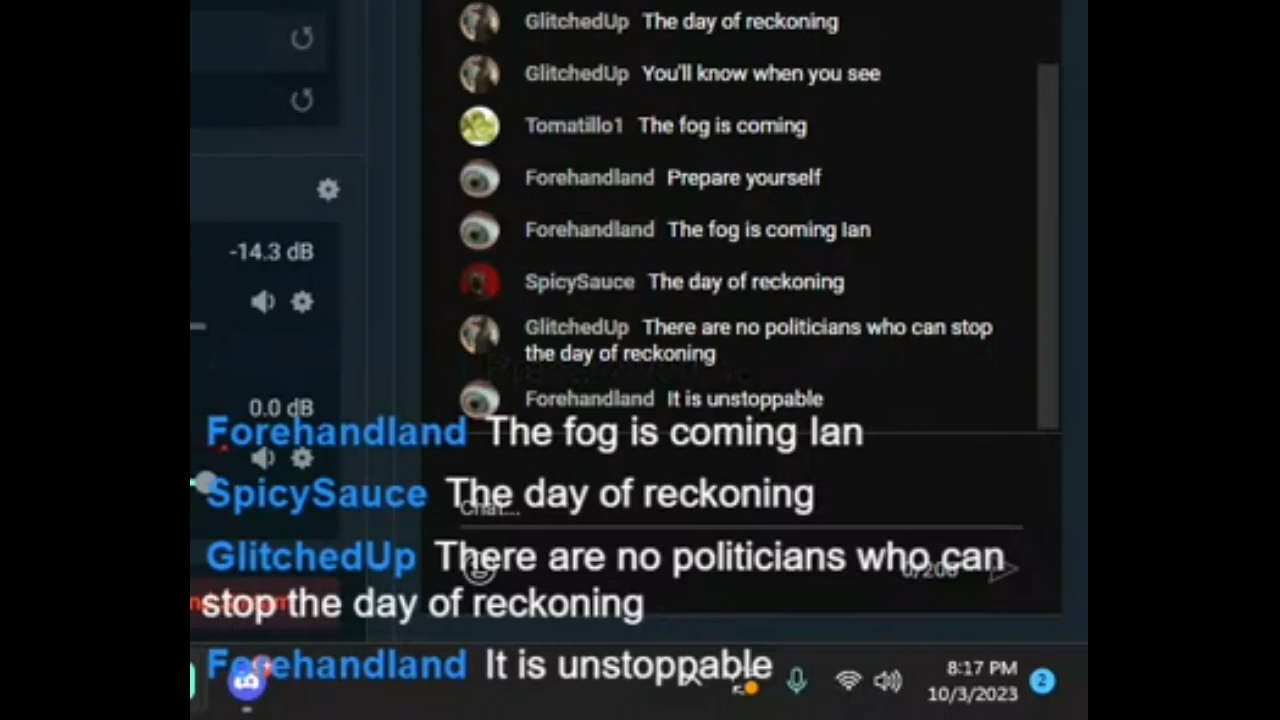 GlitchedUp The day of reckoning
GlitchedUp You'll know when you see
Tomatillo1 The fog is coming
Forehandland Prepare yourself
Forehandland The fog is coming Ian
-14.3 dB
SpicySauce The day of reckoning
GlitchedUp There are no politicians who can stop
the day of reckoning
0.0 dB
Forehandland It is unstoppable
Forehandland The fog is coming Ian
SpicySauce The day of reckoning
Chat...
GlitchedUp There are no politicians who can
0/200
stop the day of reckoning
Forehandland It is unstoppable
8:17 PM
10/3/2023
2